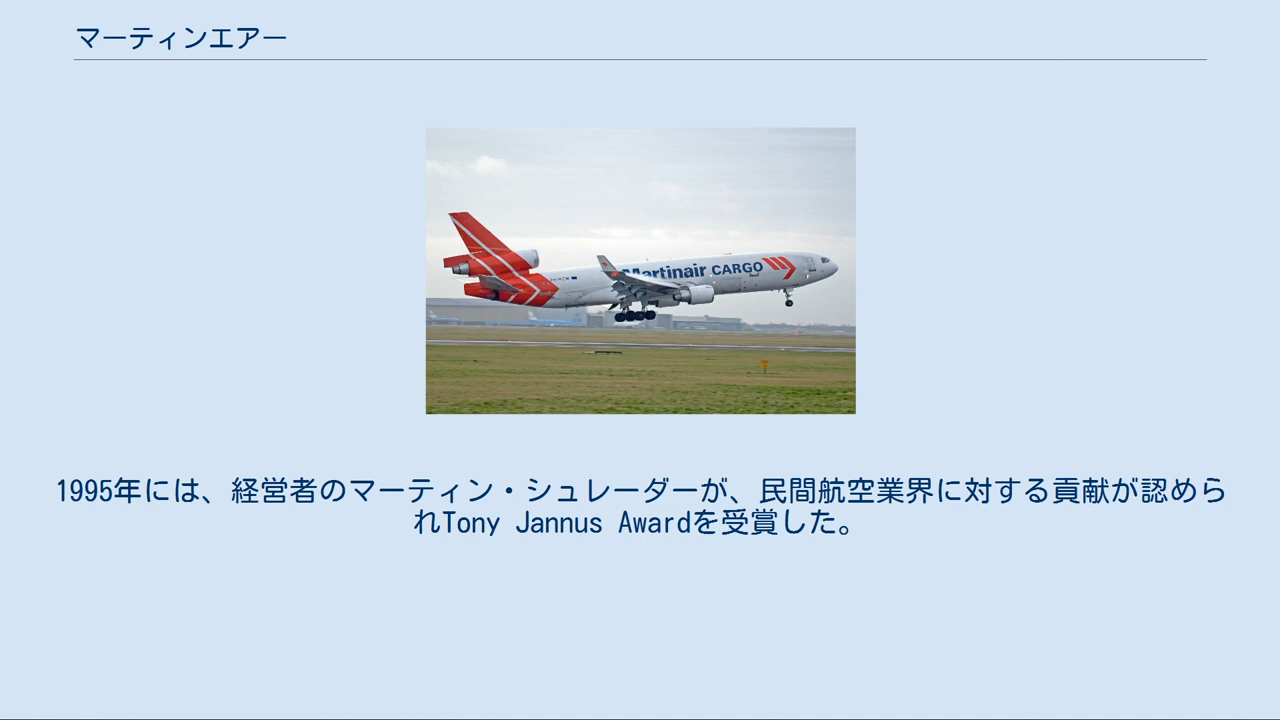 マーティンエアー
Martinair CARGO
1995年には、経営者のマーティン・シュレーダーが、民間航空業界に対する貢献が認めら
れTony Jannus Awardを受賞した。